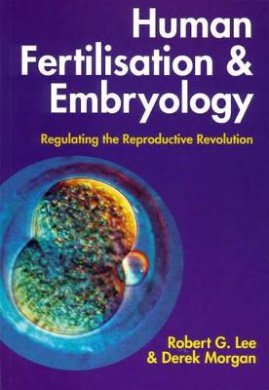 Human
Fertilisation &
Embryology
Regulating the Reproductive Revolution
Robert G. Lee
& Derek Morgan